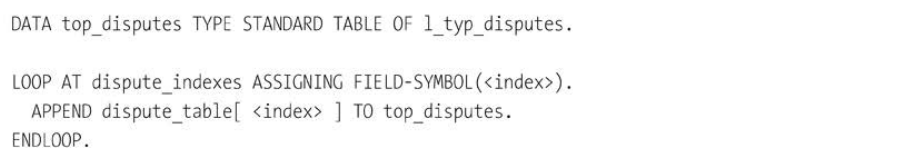 DATA top_disputes TYPE STANDARD TABLE OF l_typ_disputes.
LOOP AT dispute_indexes ASSIGNING FIELD-SYMBOL(<index>).
APPEND dispute_table[ <index> ] TO top_disputes.
ENDLOOP.